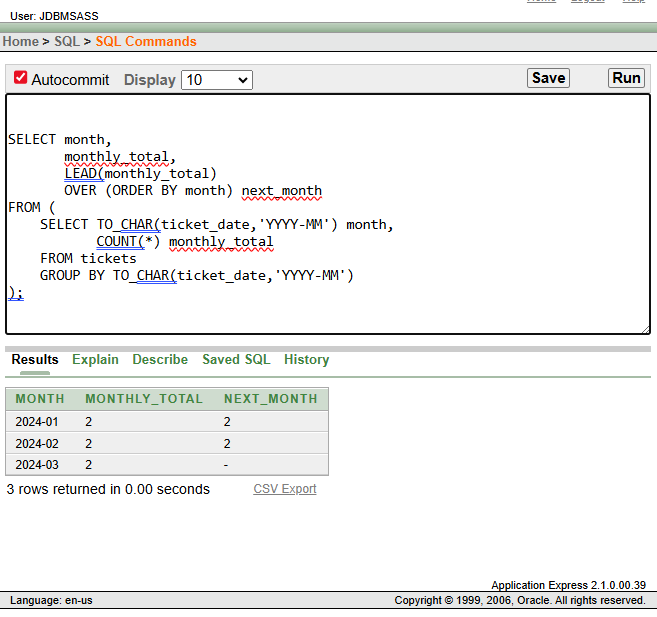 Home Logout Help
User: JDBMSASS
Home > SQL > SQL Commands
Autocommit Display 10 Save Run
SELECT month,
monthly_total,
LEAD(monthly_total)
OVER (ORDER BY month) next_month
FROM (
SELECT TO_CHAR(ticket_date,'YYYY-MM') month,
COUNT(*) monthly_total
FROM tickets
GROUP BY TO_CHAR(ticket_date,'YYYY-MM')
);
Results Explain Describe Saved SQL History
MONTH MONTHLY_TOTAL NEXT_MONTH
2024-01 2 2
2024-02 2 2
2024-03 2 -
3 rows returned in 0.00 seconds CSV Export
Application Express 2.1.0.00.39
Language: en-us Copyright © 1999, 2006, Oracle. All rights reserved.